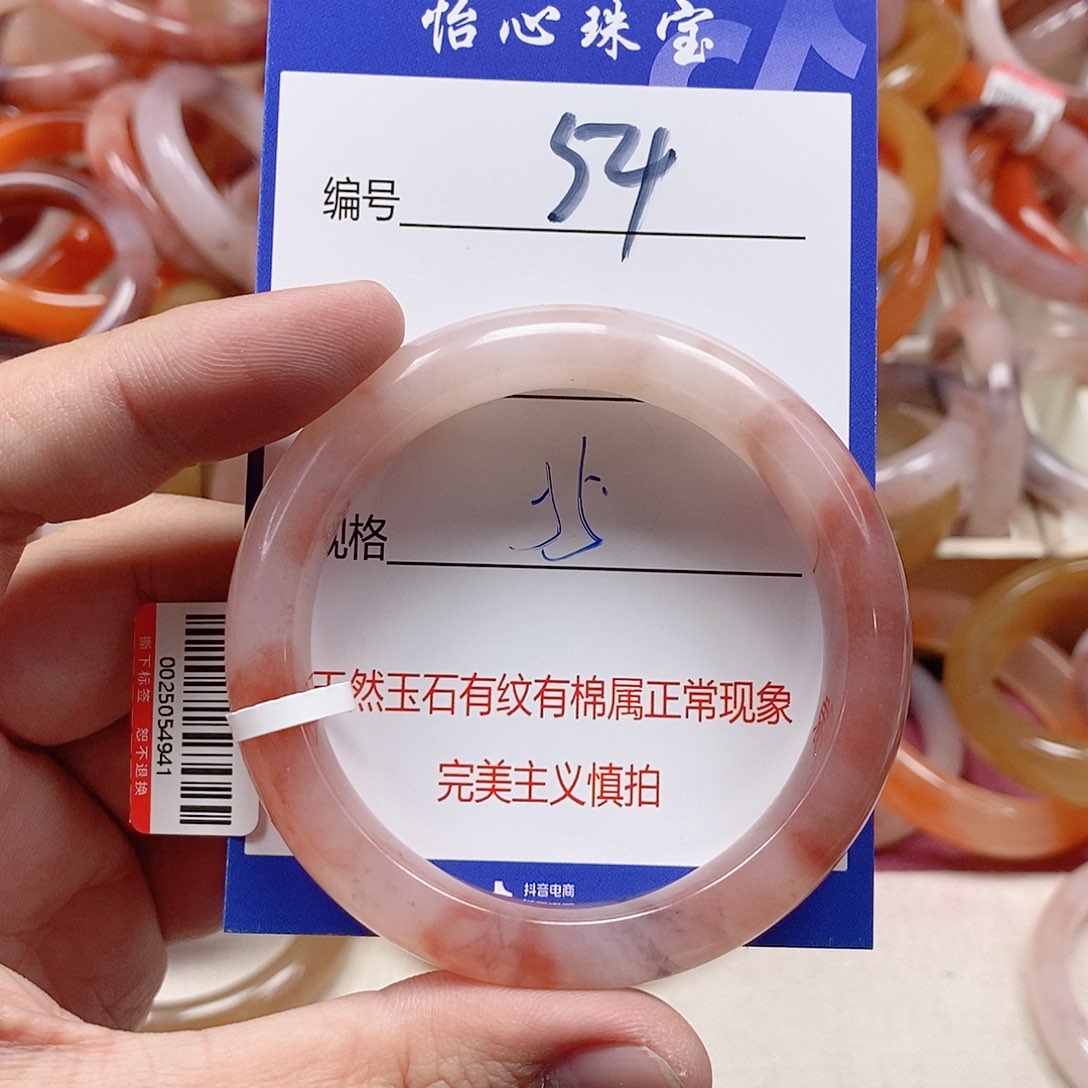 怡心珠宝
编号 54
规格
天然玉石有纹有棉属正常现象
完美主义慎拍
撕下标签 恕不退换
0025054941
抖音电商